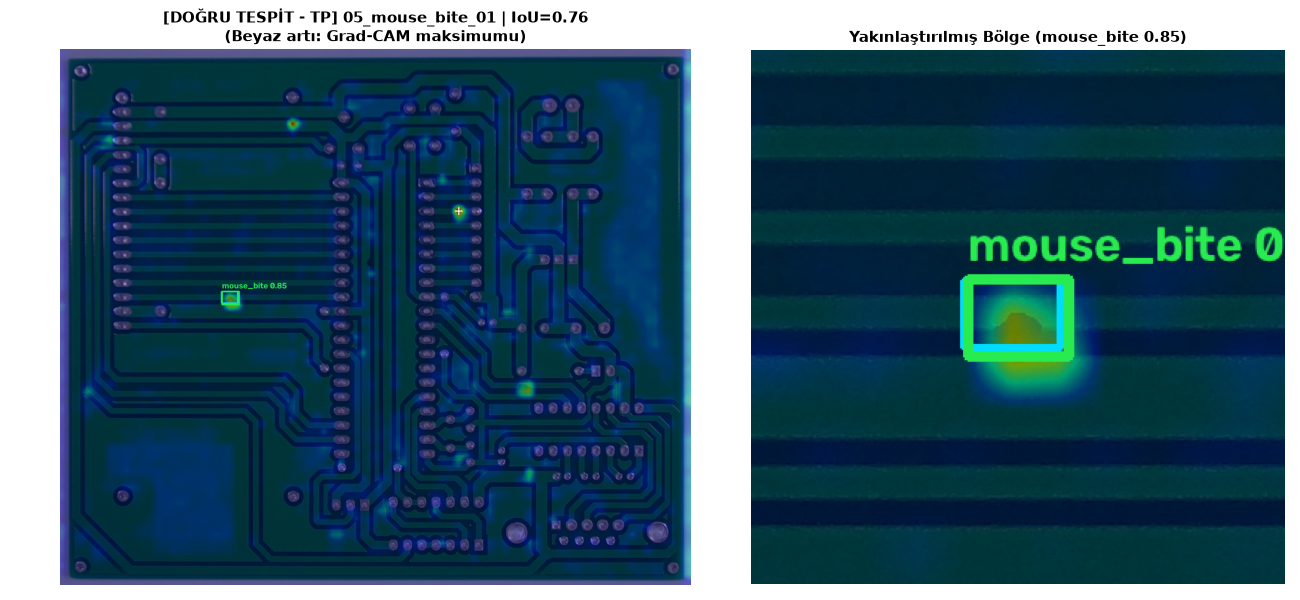 [DOĞRU TESPİT - TP] 05_mouse_bite_01 | IoU=0.76
(Beyaz artı: Grad-CAM maksimumu)
mouse_bite 0.85
Yakınlaştırılmış Bölge (mouse_bite 0.85)
mouse_bite 0